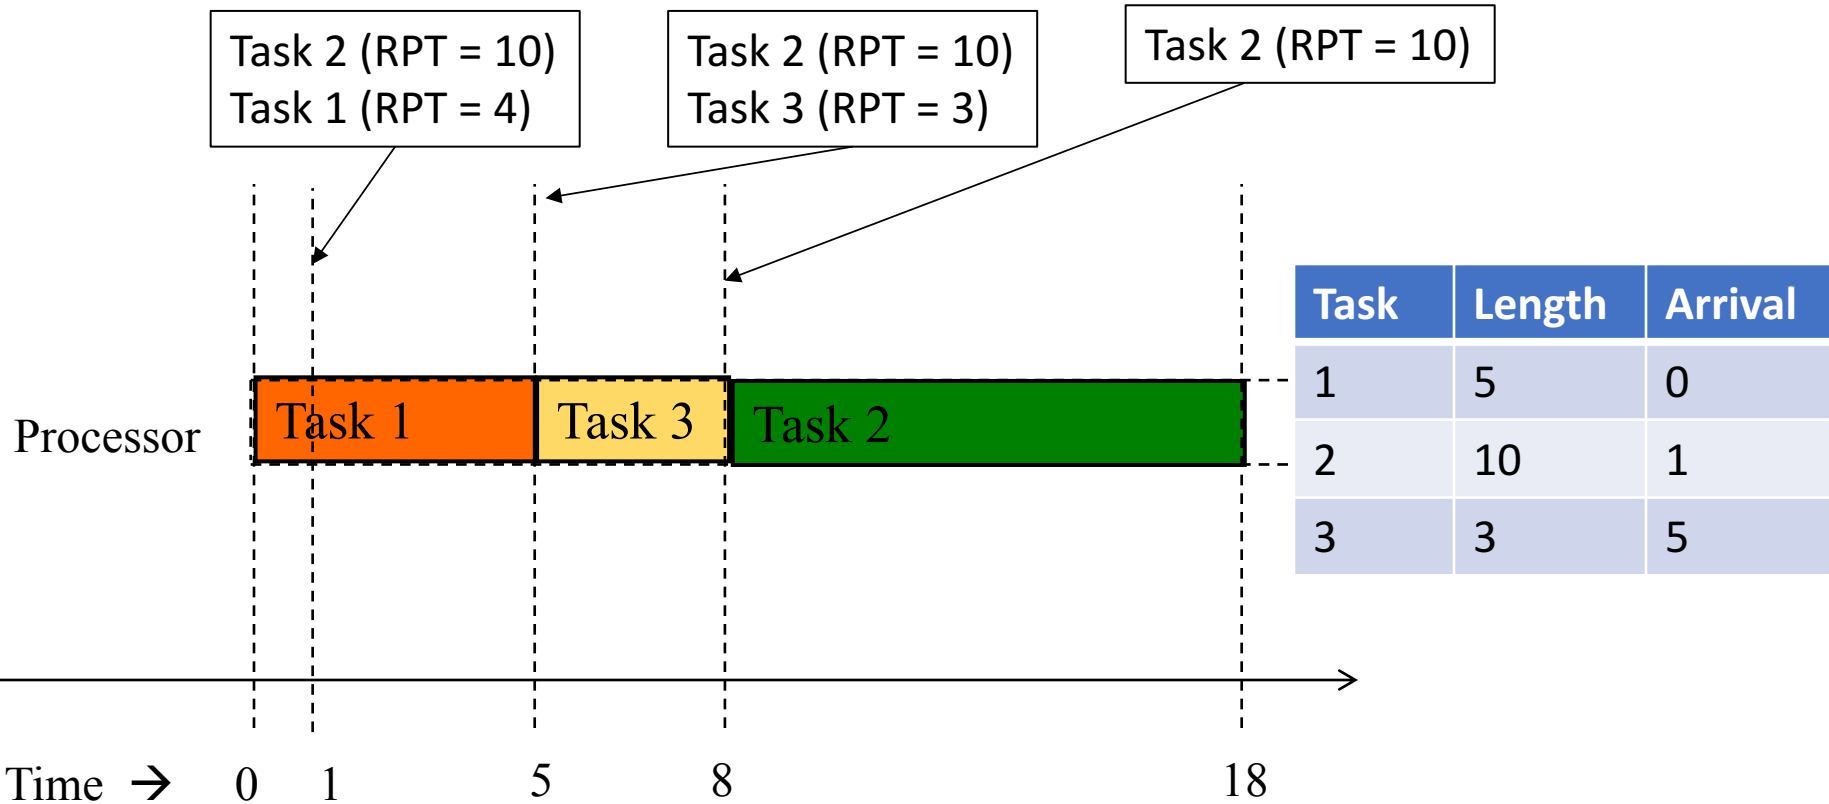 Task 2 (RPT = 10)
Task 1 (RPT = 4)
Task 2 (RPT = 10)
Task 3 (RPT = 3)
Task 2 (RPT = 10)
Processor
Task 1
Task 3
Task 2
Task Length Arrival
1 5 0
2 10 1
3 3 5
Time → 0 1 5 8 18